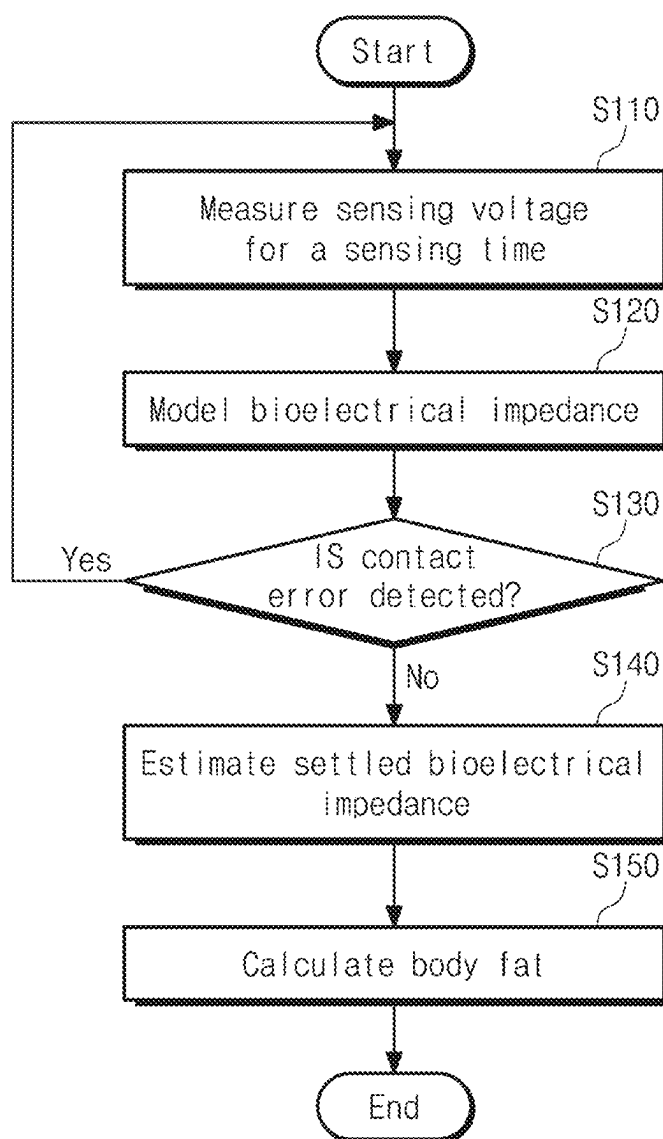 Start
S110
Measure sensing voltage
for a sensing time
S120
Model bioelectrical impedance
S130
IS contact
error detected?
Yes
No
S140
Estimate settled bioelectrical
impedance
S150
Calculate body fat
End